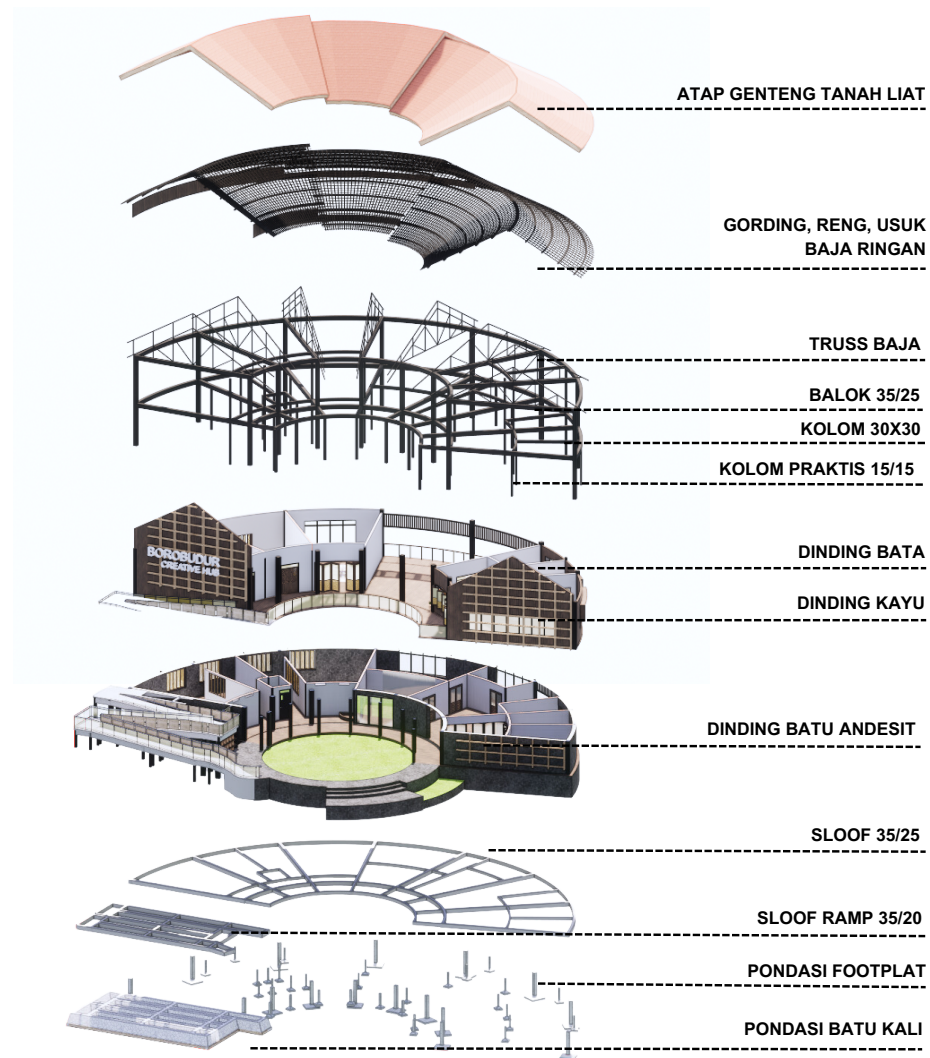 ATAP GENTENG TANAH LIAT
GORDING, RENG, USUK
BAJA RINGAN
TRUSS BAJA
BALOK 35/25
KOLOM 30X30
KOLOM PRAKTIS 15/15
BOROBUDUR
CREATIVE HUB
DINDING BATA
DINDING KAYU
DINDING BATU ANDESIT
SLOOF 35/25
SLOOF RAMP 35/20
PONDASI FOOTPLAT
PONDASI BATU KALI